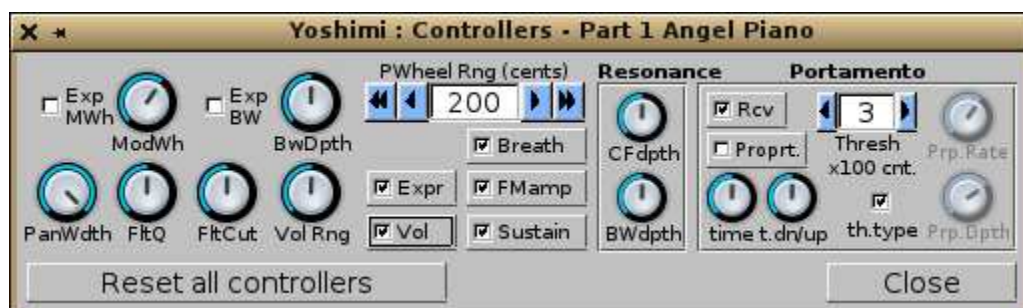 Yoshimi : Controllers - Part 1 Angel Piano
Exp
MWh
ModWh
Exp
BW
BwDpth
PWheel Rng (cents)
200
Breath
PanWdth
FltQ
FltCut
Vol Rng
Expr
FMamp
Vol
Sustain
Resonance
CFdpth
BWdpth
Portamento
Rcv
3
Thresh
x100 cnt.
Prp.Rate
Proprt.
time
t.dn/up
th.type
Prp.Dpth
Reset all controllers
Close